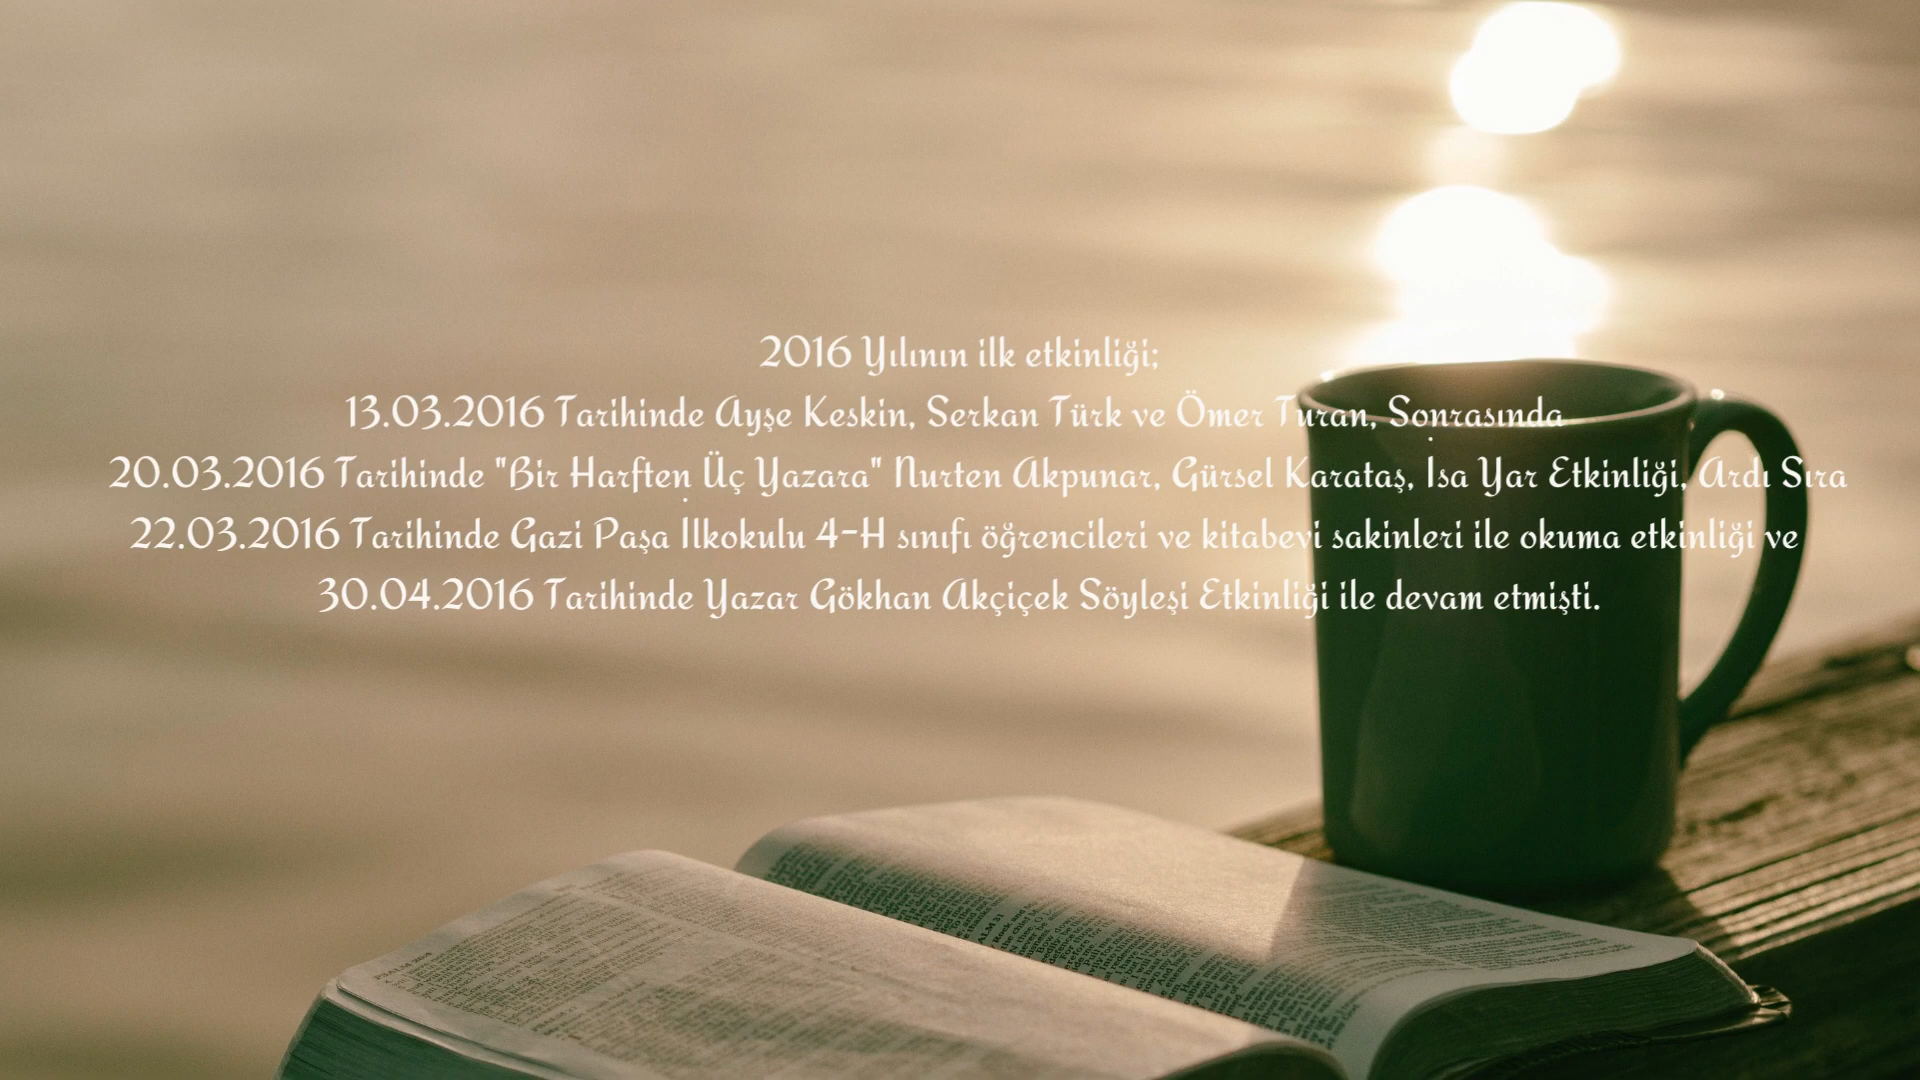 2016 Yılının ilk etkinliği;
13.03.2016 Tarihinde Ayşe Keskin, Serkan Türk ve Ömer Turan, Sonrasında
20.03.2016 Tarihinde "Bir Harften Üç Yazara" Nurten Akpunar, Gürsel Karataş, İsa Yar Etkinliği, Ardı Sıra
22.03.2016 Tarihinde Gazi Paşa İlkokulu 4-H sınıfı öğrencileri ve kitabevi sakinleri ile okuma etkinliği ve
30.04.2016 Tarihinde Yazar Gökhan Akçiçek Söyleşi Etkinliği ile devam etmişti.